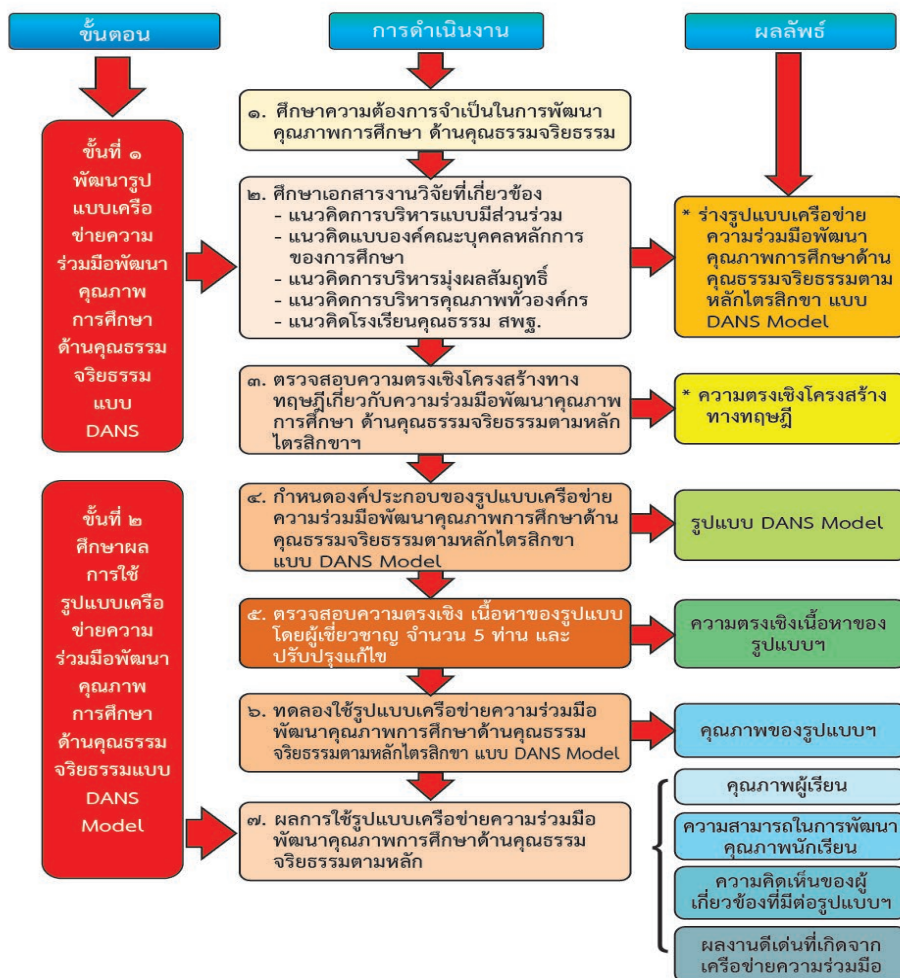 ขั้นตอน
การดำเนินงาน
ผลลัพธ์
ขั้นที่ ๑
พัฒนารูป
แบบเครือ
ข่ายความ
ร่วมมือพัฒนา
คุณภาพ
การศึกษา
ด้านคุณธรรม
จริยธรรม
แบบ
DANS
๑. ศึกษาความต้องการจำเป็นในการพัฒนา
คุณภาพการศึกษา ด้านคุณธรรมจริยธรรม
๒. ศึกษาเอกสารงานวิจัยที่เกี่ยวข้อง
- แนวคิดการบริหารแบบมีส่วนร่วม
- แนวคิดแบบองค์คณะบุคคลหลักการ
ของการศึกษา
- แนวคิดการบริหารมุ่งผลสัมฤทธิ์
- แนวคิดการบริหารคุณภาพทั่วองค์กร
- แนวคิดโรงเรียนคุณธรรม สพฐ.
* ร่างรูปแบบเครือข่าย
ความร่วมมือพัฒนา
คุณภาพการศึกษาด้าน
คุณธรรมจริยธรรมตาม
หลักไตรสิกขา แบบ
DANS Model
๓. ตรวจสอบความตรงเชิงโครงสร้างทาง
ทฤษฎีเกี่ยวกับความร่วมมือพัฒนาคุณภาพ
การศึกษา ด้านคุณธรรมจริยธรรมตามหลัก
ไตรสิกขาฯ
* ความตรงเชิงโครงสร้าง
ทางทฤษฎี
ขั้นที่ ๒
ศึกษาผล
การใช้
รูปแบบเครือ
ข่ายความ
ร่วมมือพัฒนา
คุณภาพ
การศึกษา
ด้านคุณธรรม
จริยธรรมแบบ
DANS
Model
๔. กำหนดองค์ประกอบของรูปแบบเครือข่าย
ความร่วมมือพัฒนาคุณภาพการศึกษาด้าน
คุณธรรมจริยธรรมตามหลักไตรสิกขา
แบบ DANS Model
รูปแบบ DANS Model
๕. ตรวจสอบความตรงเชิง เนื้อหาของรูปแบบ
โดยผู้เชี่ยวชาญ จำนวน 5 ท่าน และ
ปรับปรุงแก้ไข
ความตรงเชิงเนื้อหาของ
รูปแบบฯ
๖. ทดลองใช้รูปแบบเครือข่ายความร่วมมือ
พัฒนาคุณภาพการศึกษาด้านคุณธรรม
จริยธรรมตามหลักไตรสิกขา แบบ DANS Model
คุณภาพของรูปแบบฯ
๗. ผลการใช้รูปแบบเครือข่ายความร่วมมือ
พัฒนาคุณภาพการศึกษาด้านคุณธรรม
จริยธรรมตามหลัก
คุณภาพผู้เรียน
ความสามารถในการพัฒนา
คุณภาพนักเรียน
ความคิดเห็นของผู้
เกี่ยวข้องที่มีต่อรูปแบบฯ
ผลงานดีเด่นที่เกิดจาก
เครือข่ายความร่วมมือ